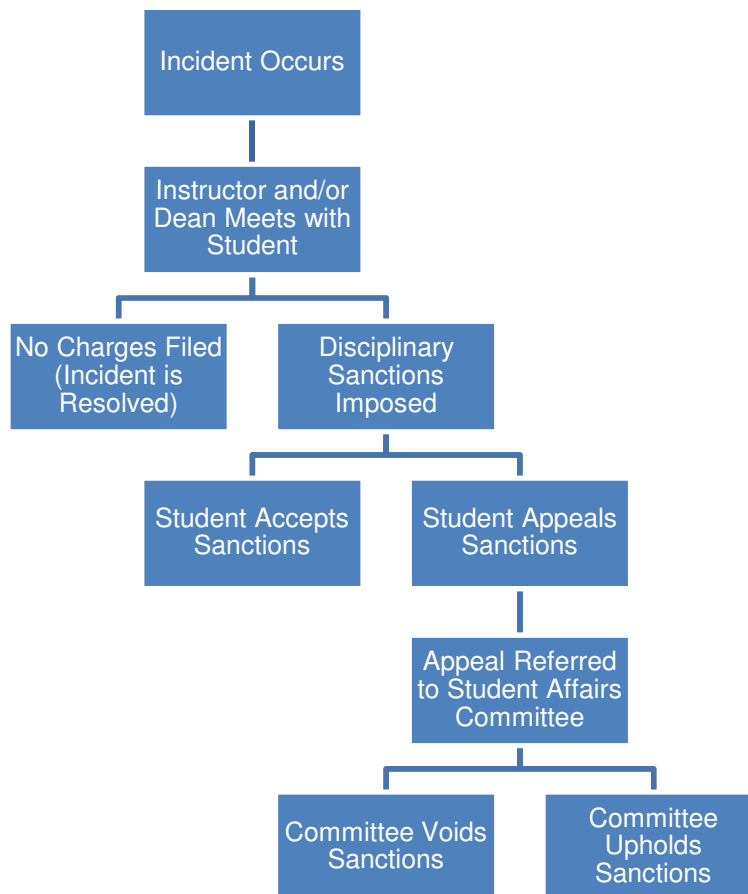 Incident Occurs
Instructor and/or
Dean Meets with
Student
No Charges Filed
(Incident is
Resolved)
Disciplinary
Sanctions
Imposed
Student Accepts
Sanctions
Student Appeals
Sanctions
Appeal Referred
to Student Affairs
Committee
Committee Voids
Sanctions
Committee
Upholds
Sanctions